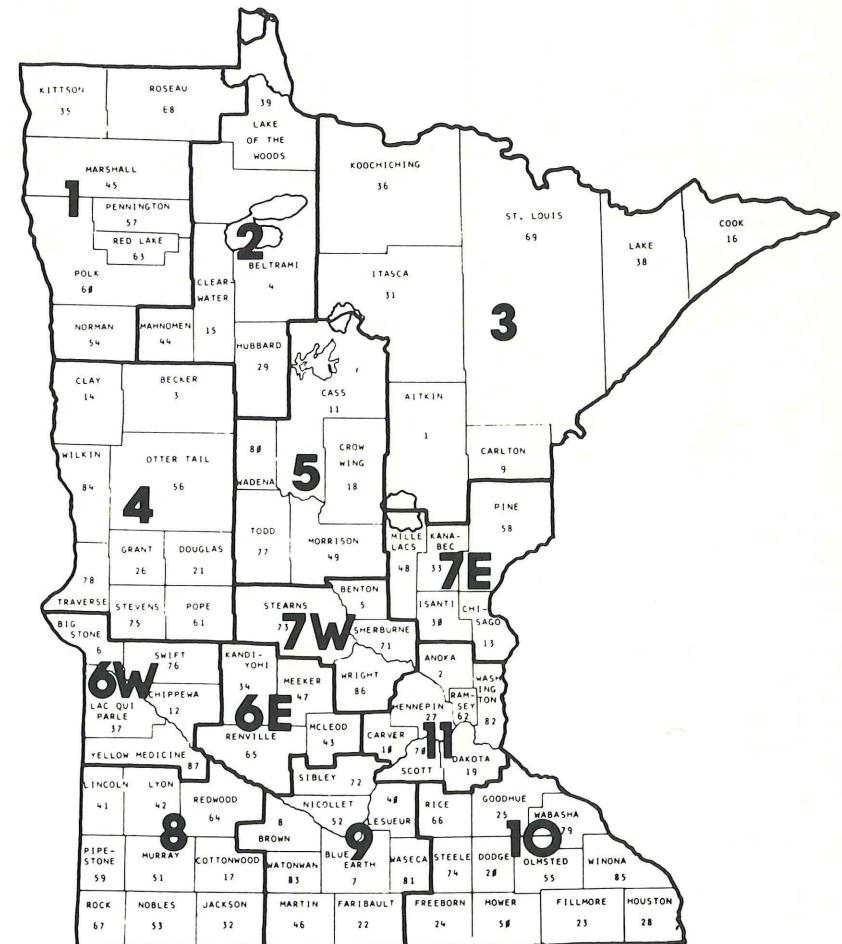 KITTSON
35
ROSEAU
68
39
LAKE
OF THE
WOODS
MARSHALL
45
1
PENNINGTON
57
RED LAKE
63
POLK
60
NORMAN
54
MAHNOMEN
44
2
CLEAR-
WATER
15
BELTRAMI
4
HUBBARD
29
KOOCHICHING
36
ITASCA
31
ST. LOUIS
69
LAKE
38
COOK
16
3
AITKIN
1
CARLTON
9
CLAY
14
BECKER
3
WILKIN
84
OTTER TAIL
56
4
GRANT
26
DOUGLAS
21
78
TRAVERSE
STEVENS
75
POPE
61
CASS
11
80
WADENA
5
CROW
WING
18
TODD
77
MORRISON
49
PINE
58
MILLE
LACS
48
KANA-
BEC
33
7E
ISANTI
30
CHI-
SAGO
13
BENTON
5
STEARNS
73
7W
SHERBURNE
71
WRIGHT
86
BIG
STONE
6
SWIFT
76
6W
CHIPPEWA
12
LAC QUI
PARLE
37
YELLOW MEDICINE
87
KANDI-
YOHI
34
MEEKER
47
6E
RENVILLE
65
MCLEOD
43
SIBLEY
72
ANOKA
2
HENNEPIN
27
RAM-
SEY
62
WASH
ING
TON
82
CARVER
10
11
70
SCOTT
DAKOTA
19
LINCOLN
41
LYON
42
REDWOOD
64
8
PIPE-
STONE
59
MURRAY
51
COTTONWOOD
17
ROCK
67
NOBLES
53
JACKSON
32
NICOLLET
52
40
LESUEUR
8
BROWN
9
WATONWAN
83
BLUE
EARTH
7
WASECA
81
MARTIN
46
FARIBAULT
22
RICE
66
GOODHUE
25
WABASHA
79
10
STEELE
74
DODGE
20
OLMSTED
55
WINONA
85
FREEBORN
24
MOWER
50
FILLMORE
23
HOUSTON
28